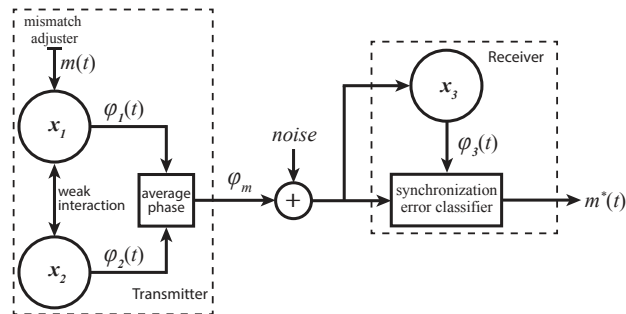 mismatch
adjuster
m(t)
x₁
φ₁(t)
weak
interaction
average
phase
x₂
φ₂(t)
Transmitter
φₘ
noise
+
Receiver
x₃
φ₃(t)
synchronization
error classifier
m*(t)